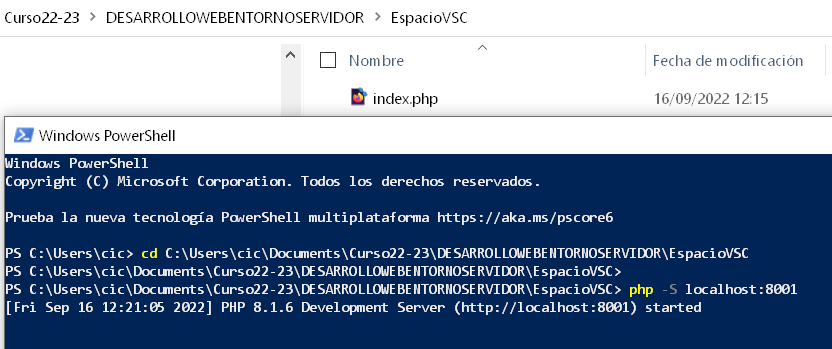 Curso22-23 > DESARROLLOWEBENTORNOSERVIDOR > EspacioVSC
Nombre Fecha de modificación
index.php 16/09/2022 12:15
Windows PowerShell
Windows PowerShell
Copyright (C) Microsoft Corporation. Todos los derechos reservados.
Prueba la nueva tecnología PowerShell multiplataforma https://aka.ms/pscore6
PS C:\Users\cic> cd C:\Users\cic\Documents\Curso22-23\DESARROLLOWEBENTORNOSERVIDOR\EspacioVSC
PS C:\Users\cic\Documents\Curso22-23\DESARROLLOWEBENTORNOSERVIDOR\EspacioVSC>
PS C:\Users\cic\Documents\Curso22-23\DESARROLLOWEBENTORNOSERVIDOR\EspacioVSC> php -S localhost:8001
[Fri Sep 16 12:21:05 2022] PHP 8.1.6 Development Server (http://localhost:8001) started